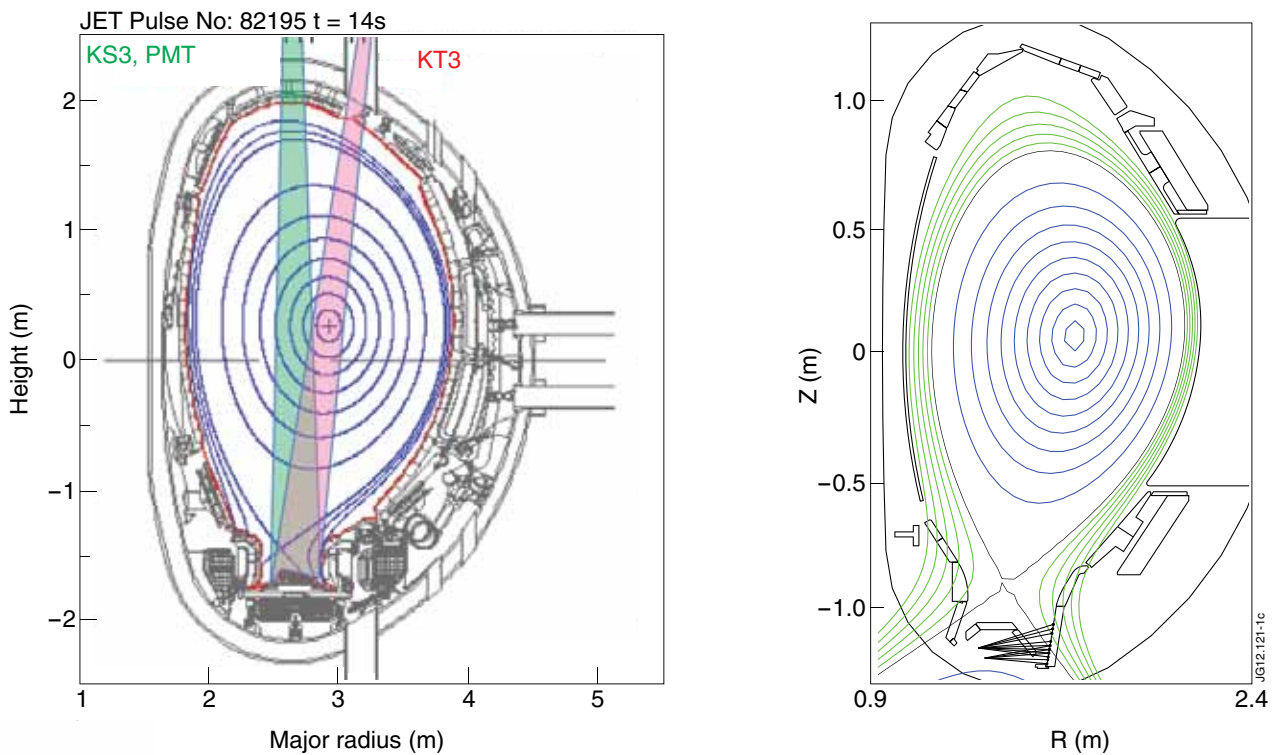 JET Pulse No: 82195 t = 14s
KS3, PMT
KT3
2
1
0
−1
−2
Height (m)
1
2
3
4
5
Major radius (m)
1.0
0.5
0
−0.5
−1.0
Z (m)
0.9
2.4
R (m)
JG12.121-1c